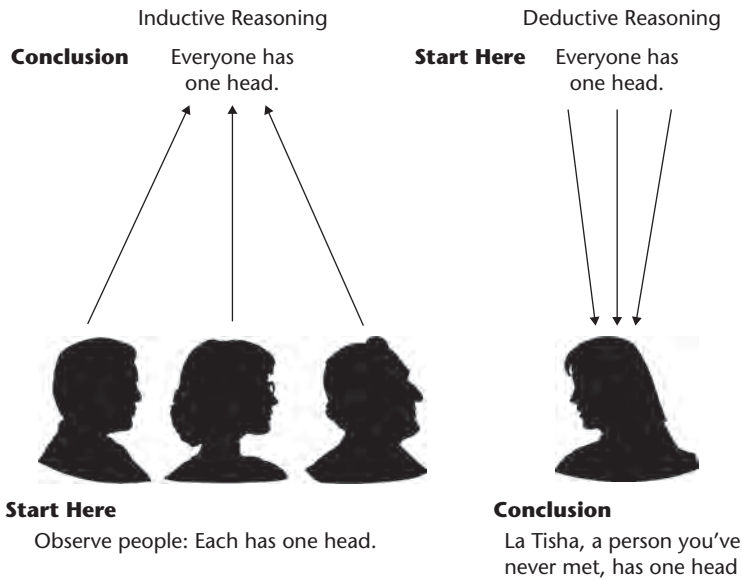 Inductive Reasoning
Conclusion Everyone has
one head.
Start Here
Observe people: Each has one head.
Deductive Reasoning
Start Here Everyone has
one head.
Conclusion
La Tisha, a person you’ve
never met, has one head